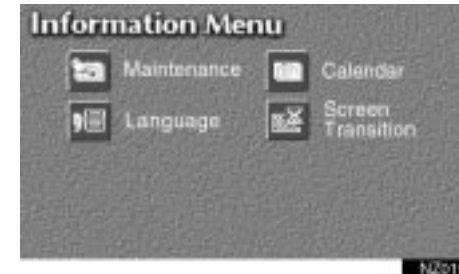 Information Menu
Maintenance
Calendar
Language
Screen
Transition
NZ01